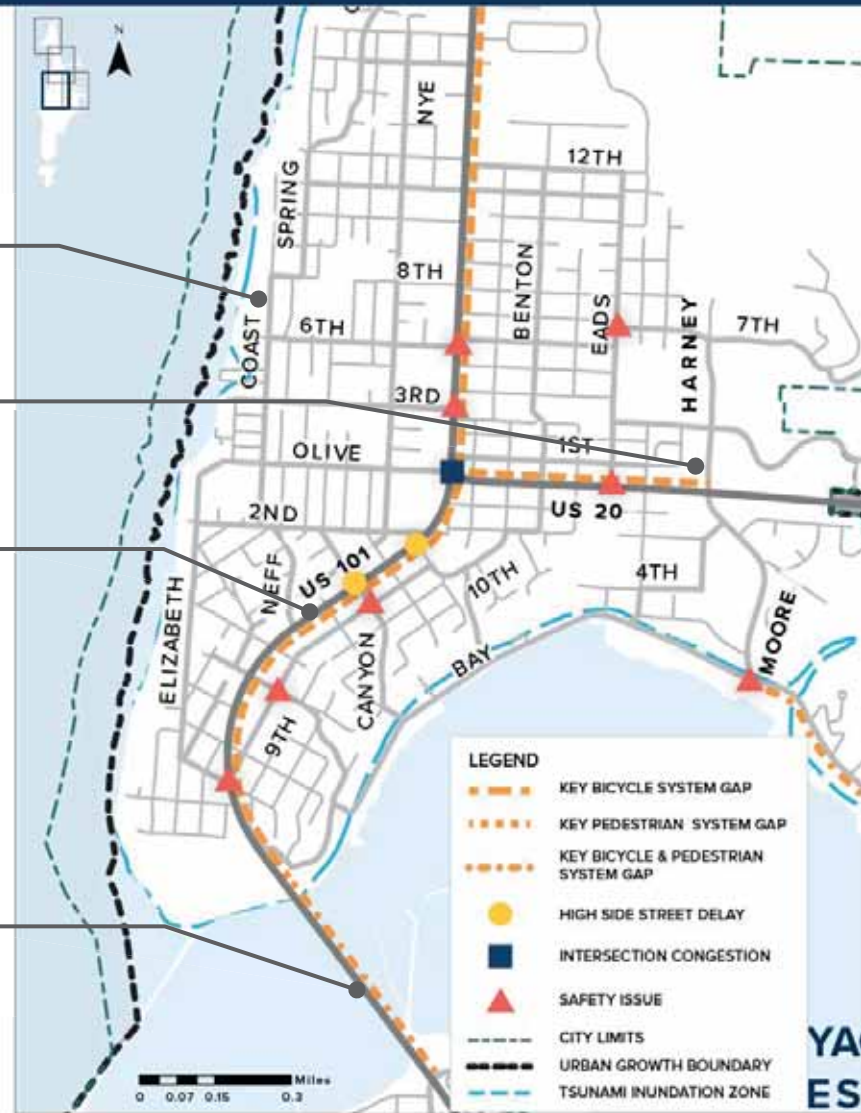 N
NYE
12TH
SPRING
8TH
BENTON
6TH
EADS
HARNEY
7TH
COAST
3RD
OLIVE
1ST
2ND
US 20
NEFF
US 101
10TH
4TH
ELIZABETH
CANYON
BAY
MOORE
9TH
LEGEND
KEY BICYCLE SYSTEM GAP
KEY PEDESTRIAN SYSTEM GAP
KEY BICYCLE & PEDESTRIAN
SYSTEM GAP
HIGH SIDE STREET DELAY
INTERSECTION CONGESTION
SAFETY ISSUE
CITY LIMITS
URBAN GROWTH BOUNDARY
TSUNAMI INUNDATION ZONE
Miles
0 0.07 0.15 0.3
ES